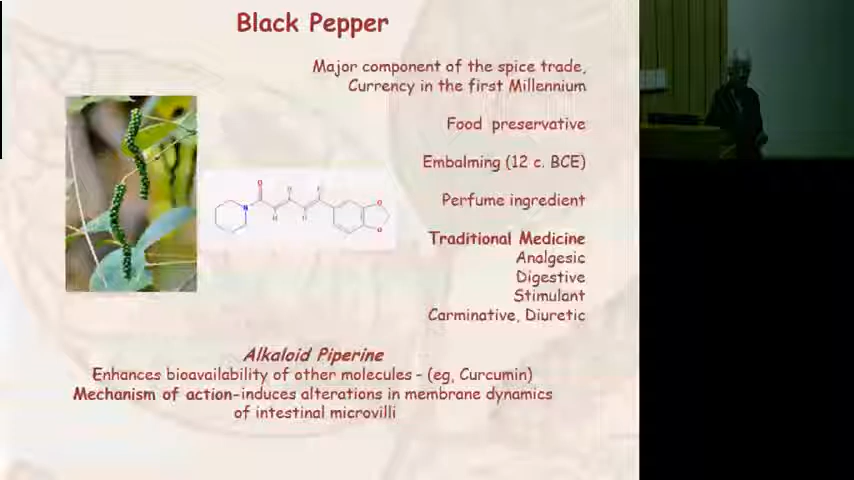 Black Pepper
Major component of the spice trade,
Currency in the first Millennium
Food preservative
Embalming (12 c. BCE)
Perfume ingredient
Traditional Medicine
Analgesic
Digestive
Stimulant
Carminative, Diuretic
Alkaloid Piperine
Enhances bioavailability of other molecules - (eg, Curcumin)
Mechanism of action-induces alterations in membrane dynamics
of intestinal microvilli